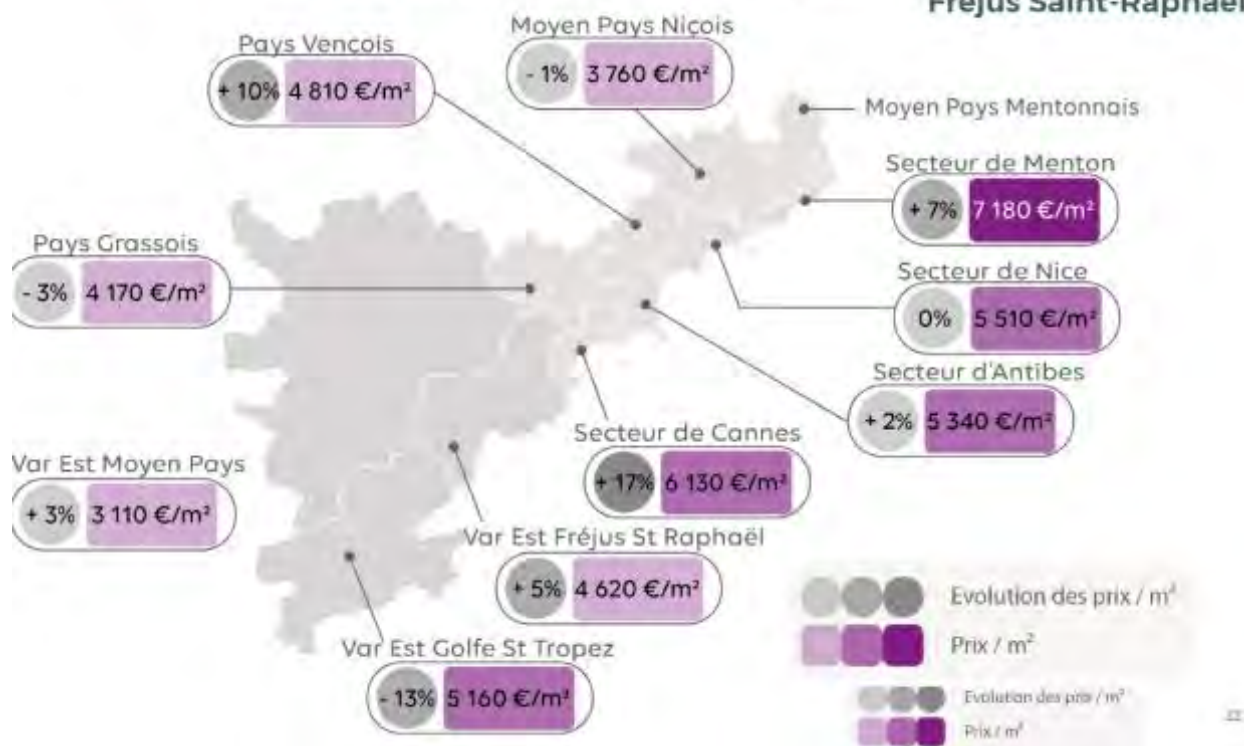 Fréjus Saint-Raphaël
Moyen Pays Niçois
- 1% 3 760 €/m²
Pays Vençois
+ 10% 4 810 €/m²
Moyen Pays Mentonnais
Secteur de Menton
+ 7% 7 180 €/m²
Pays Grassois
- 3% 4 170 €/m²
Secteur de Nice
0% 5 510 €/m²
Secteur d'Antibes
+ 2% 5 340 €/m²
Secteur de Cannes
+ 17% 6 130 €/m²
Var Est Moyen Pays
+ 3% 3 110 €/m²
Var Est Fréjus St Raphaël
+ 5% 4 620 €/m²
Var Est Golfe St Tropez
- 13% 5 160 €/m²
Evolution des prix / m²
Prix / m²
Evolution des prix / m²
Prix / m²